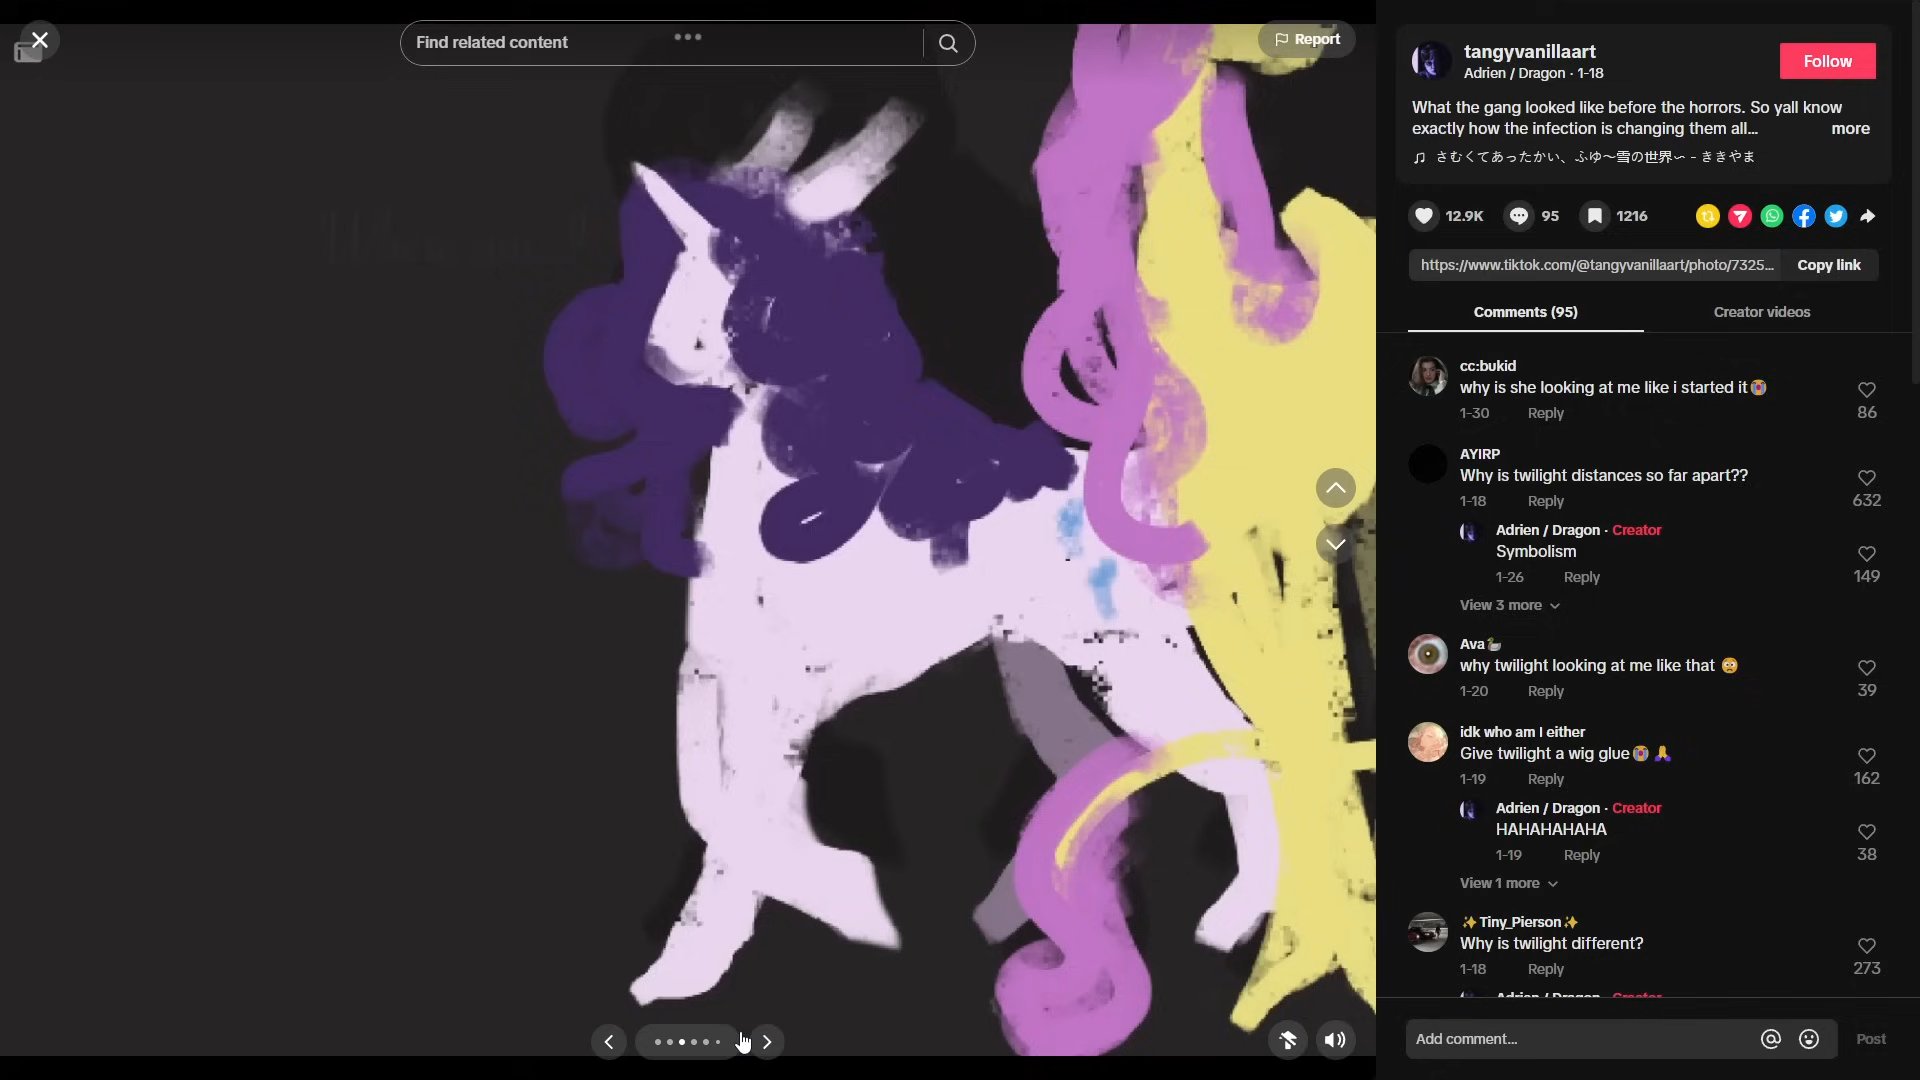 Find related content
Report
tangyvanillaart
Adrien / Dragon · 1-18
Follow
What the gang looked like before the horrors. So yall know
exactly how the infection is changing them all...
more
さむくてあったかい、ふゆ〜雪の世界〜 - ききやま
12.9K
95
1216
https://www.tiktok.com/@tangyvanillaart/photo/7325...
Copy link
Comments (95)
Creator videos
cc:bukid
why is she looking at me like i started it😭
1-30
Reply
86
AYIRP
Why is twilight distances so far apart??
1-18
Reply
632
Adrien / Dragon · Creator
Symbolism
1-26
Reply
149
View 3 more
Ava🦆
why twilight looking at me like that 😳
1-20
Reply
39
idk who am I either
Give twilight a wig glue😭🙏
1-19
Reply
162
Adrien / Dragon · Creator
HAHAHAHAHA
1-19
Reply
38
View 1 more
✨Tiny_Pierson✨
Why is twilight different?
1-18
Reply
273
Adrien / Dragon · Creator
Add comment...
Post